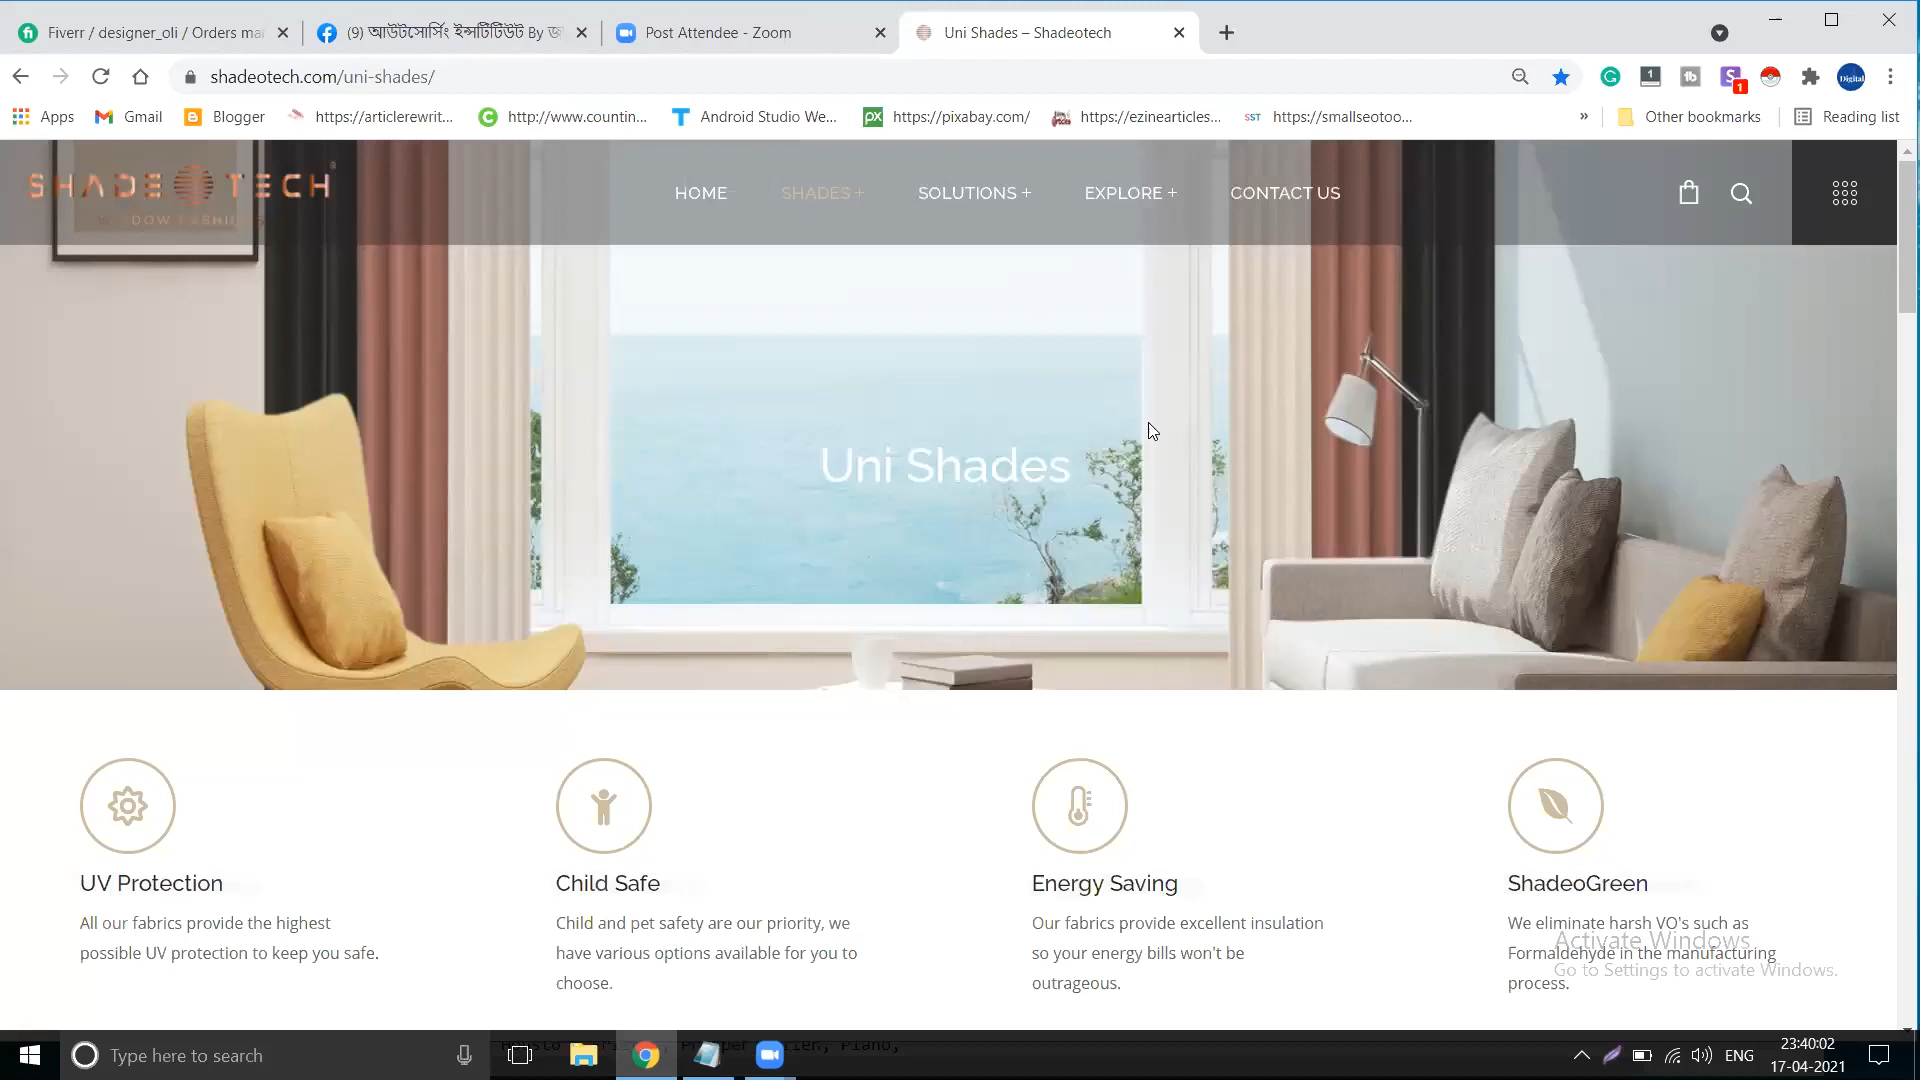 Fiverr / designer_oli / Orders ma
(9) আউটসোর্সিং ইন্সটিটিউট By জ
Post Attendee - Zoom
Uni Shades – Shadeotech
shadeotech.com/uni-shades/
Apps
Gmail
Blogger
https://articlerewrit...
http://www.countin...
Android Studio We...
https://pixabay.com/
https://ezinearticles...
SST https://smallseotoo...
»
Other bookmarks
Reading list
SHADE TECH
HOME
SHADES +
SOLUTIONS +
EXPLORE +
CONTACT US
Uni Shades
UV Protection
All our fabrics provide the highest
possible UV protection to keep you safe.
Child Safe
Child and pet safety are our priority, we
have various options available for you to
choose.
Energy Saving
Our fabrics provide excellent insulation
so your energy bills won't be
outrageous.
ShadeoGreen
We eliminate harsh VO's such as
Formaldehyde in the manufacturing
process.
Activate Windows
Go to Settings to activate Windows.
Type here to search
ENG
23:40:02
17-04-2021